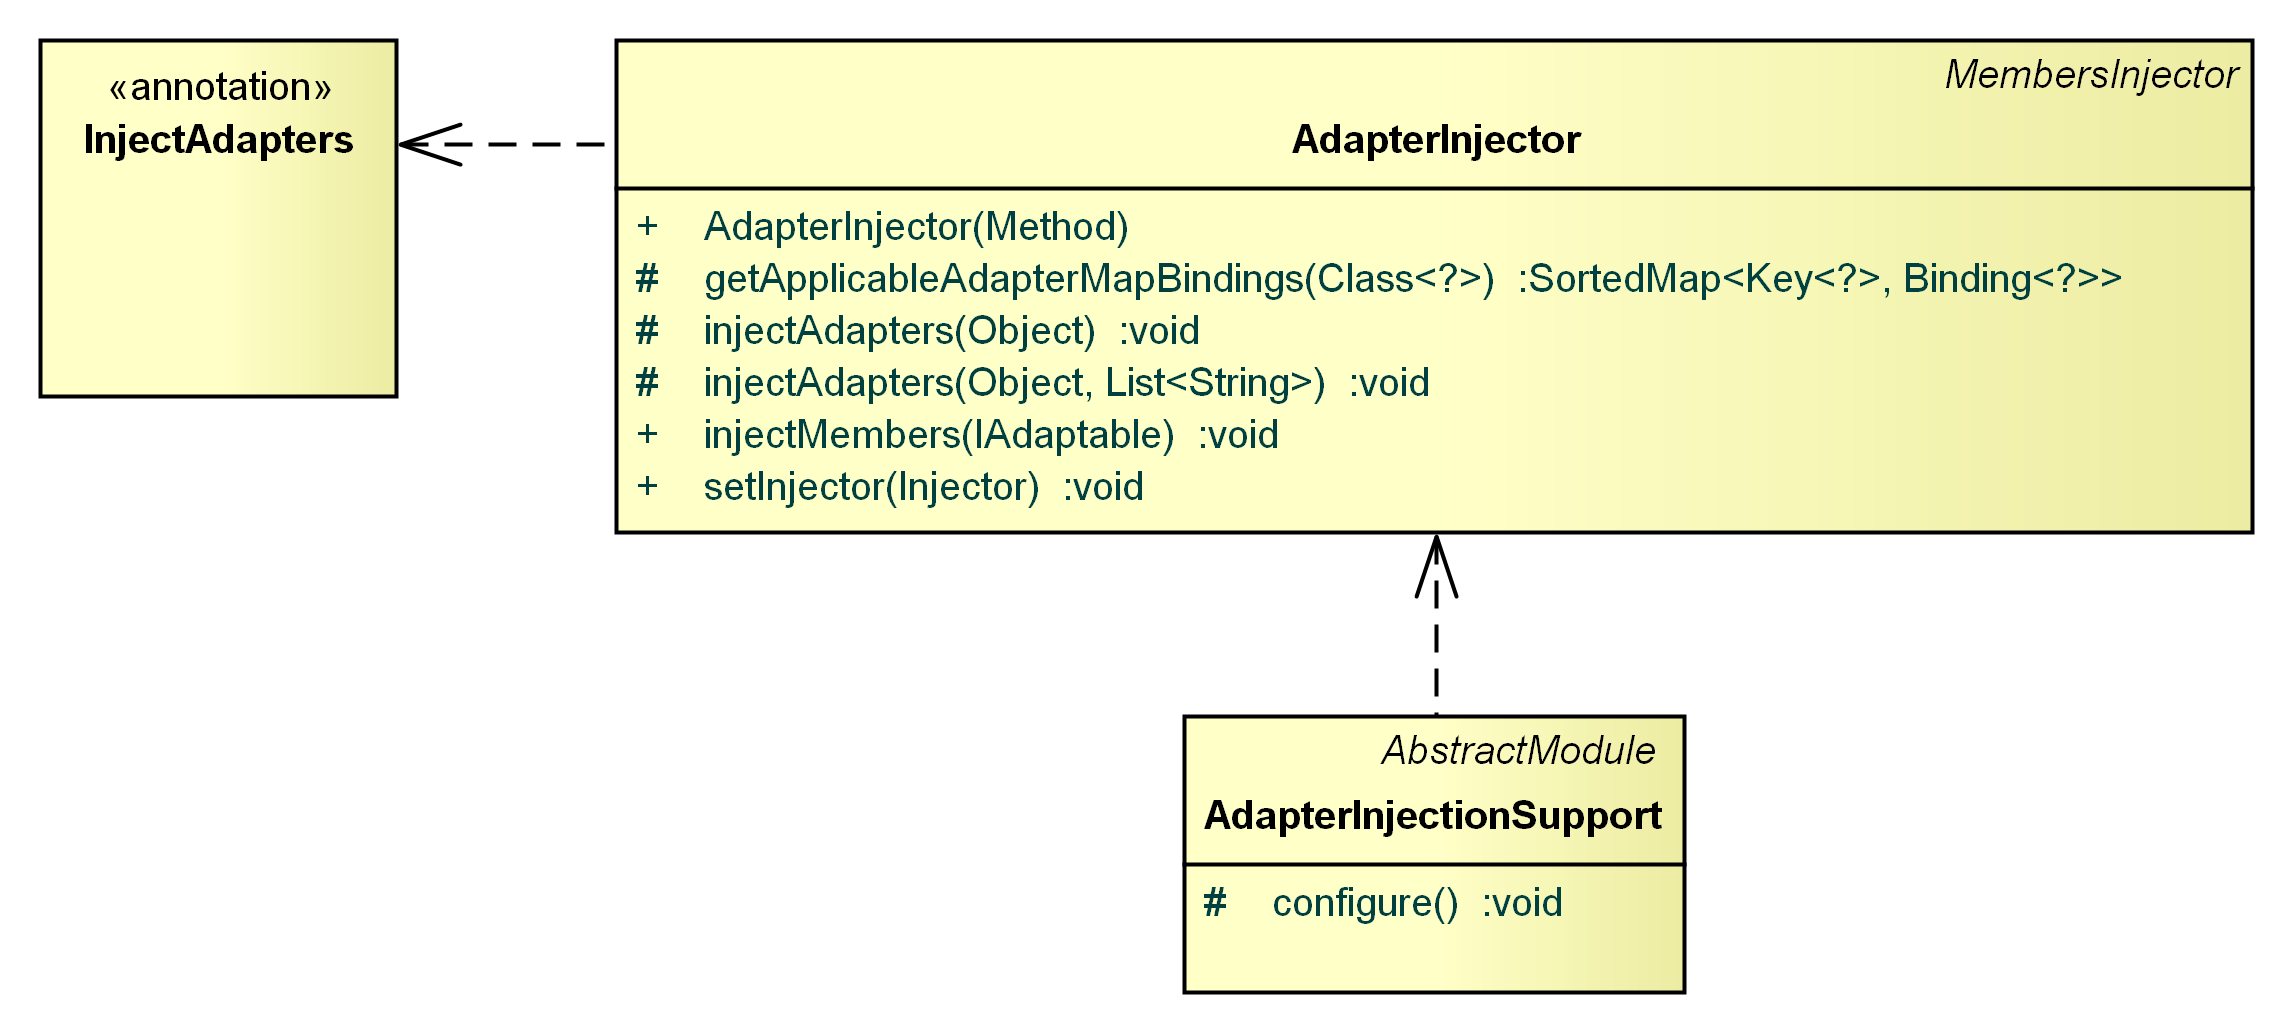 «annotation»
InjectAdapters
MembersInjector
AdapterInjector
+ AdapterInjector(Method)
# getApplicableAdapterMapBindings(Class<?>) :SortedMap<Key<?>, Binding<?>>
# injectAdapters(Object) :void
# injectAdapters(Object, List<String>) :void
+ injectMembers(IAdaptable) :void
+ setInjector(Injector) :void
AbstractModule
AdapterInjectionSupport
# configure() :void